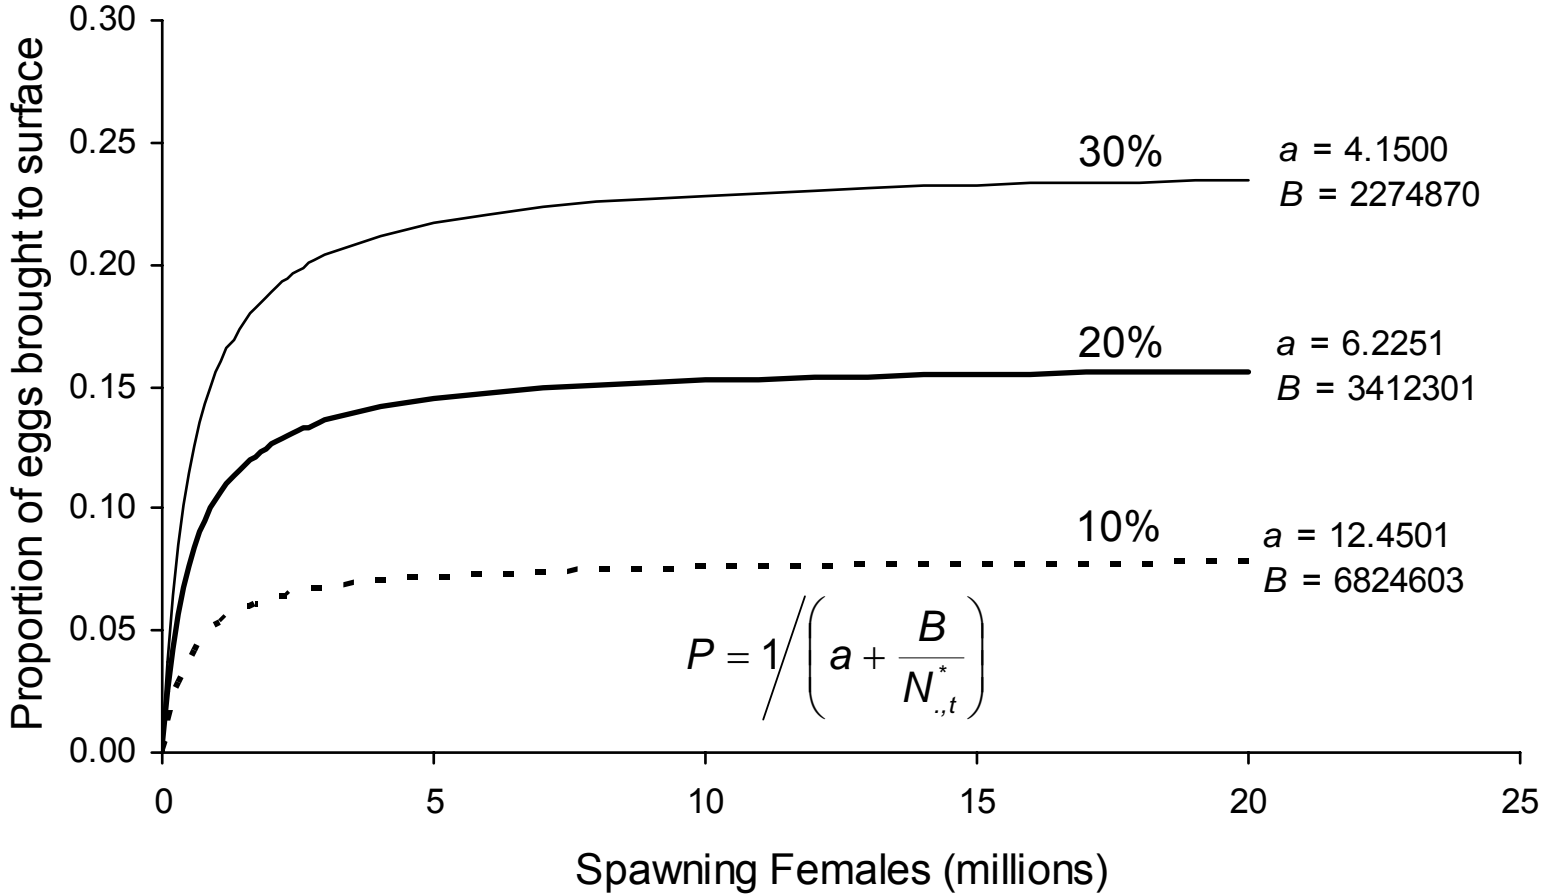 Proportion of eggs brought to surface
0.30
0.25
0.20
0.15
0.10
0.05
0.00
30%
a = 4.1500
B = 2274870
20%
a = 6.2251
B = 3412301
10%
a = 12.4501
B = 6824603
P = 1/(a + B/N*.,t)
0 5 10 15 20 25
Spawning Females (millions)